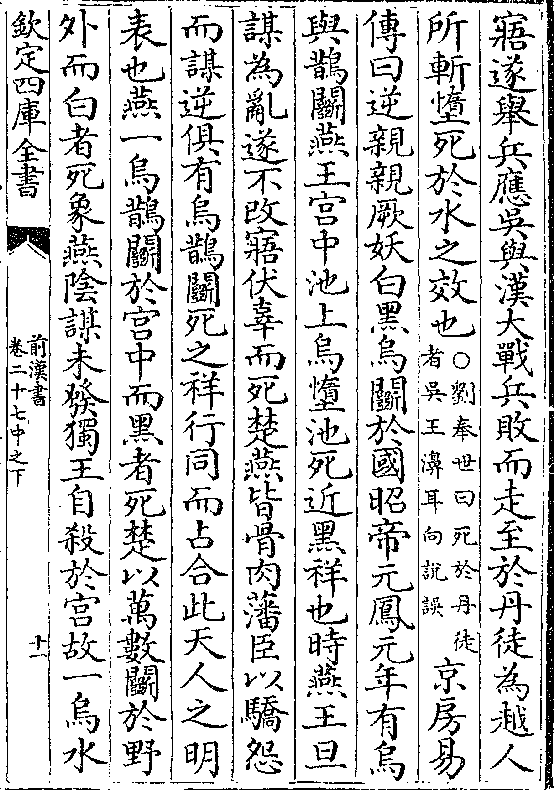 寤遂舉兵應吳與漢大戰兵敗而走至於丹徒為越人
所斬墮死於水之效也○劉奉世曰死於丹徒
者吳王濞耳向說誤
京房易
傳曰逆親親厥妖白黑烏鬭於國昭帝元鳳元年有烏
與鵲鬭燕王宫中池上烏墮池死近黑祥也時燕王旦
謀為亂遂不改寤伏辜而死楚燕皆骨肉藩臣以驕怨
而謀逆俱有烏鵲鬭死之祥行同而占合此天人之明
表也燕一烏鵲鬭於宫中而黑者死楚以萬數鬭於野
外而白者死象燕陰謀未發獨王自殺於宫故一烏水
欽定四庫全書
前漢書
卷二十七中之下
十一